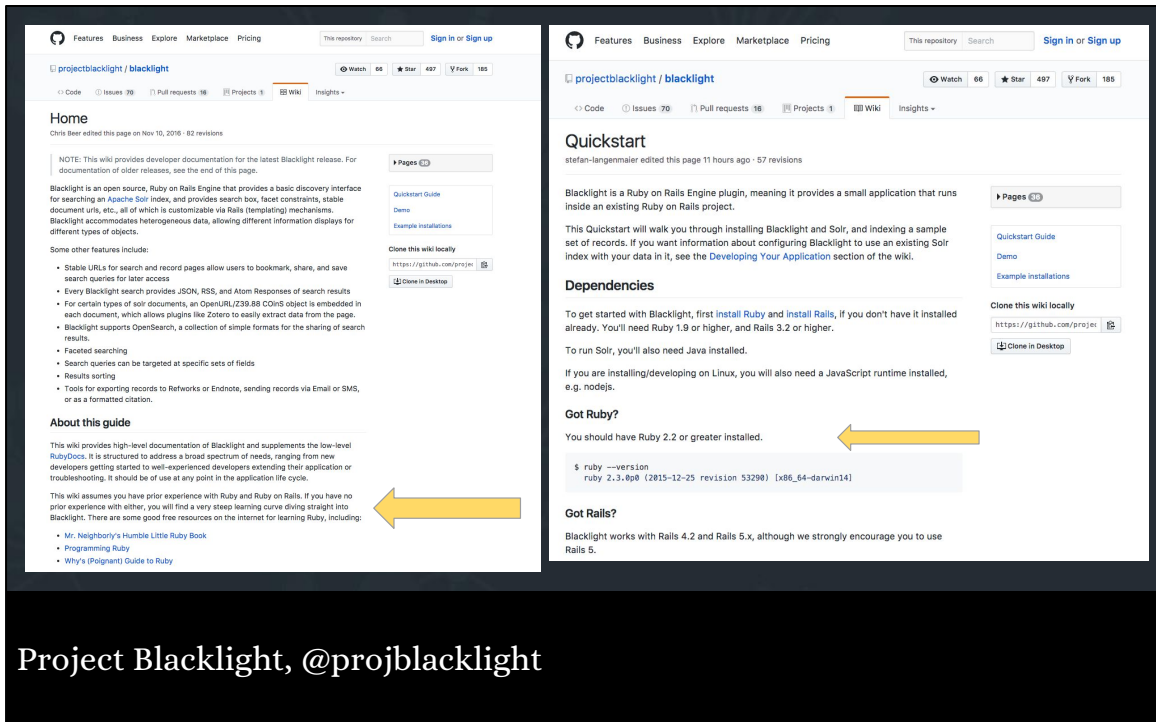 Features Business Explore Marketplace Pricing This repository Search Sign in or Sign up
projectblacklight / blacklight Watch 66 Star 497 Fork 185
Code Issues 70 Pull requests 16 Projects 1 Wiki Insights
Home
Chris Beer edited this page on Nov 10, 2016 · 82 revisions
NOTE: This wiki provides developer documentation for the latest Blacklight release. For
documentation of older releases, see the end of this page.
Blacklight is an open source, Ruby on Rails Engine that provides a basic discovery interface
for searching an Apache Solr index, and provides search box, facet constraints, stable
document urls, etc., all of which is customizable via Rails (templating) mechanisms.
Blacklight accommodates heterogeneous data, allowing different information displays for
different types of objects.
Some other features include:
• Stable URLs for search and record pages allow users to bookmark, share, and save
search queries for later access
• Every Blacklight search provides JSON, RSS, and Atom Responses of search results
• For certain types of solr documents, an OpenURL/Z39.88 COinS object is embedded in
each document, which allows plugins like Zotero to easily extract data from the page.
• Blacklight supports OpenSearch, a collection of simple formats for the sharing of search
results.
• Faceted searching
• Search queries can be targeted at specific sets of fields
• Results sorting
• Tools for exporting records to Refworks or Endnote, sending records via Email or SMS,
or as a formatted citation.
About this guide
This wiki provides high-level documentation of Blacklight and supplements the low-level
RubyDocs. It is structured to address a broad spectrum of needs, ranging from new
developers getting started to well-experienced developers extending their application or
troubleshooting. It should be of use at any point in the application life cycle.
This wiki assumes you have prior experience with Ruby and Ruby on Rails. If you have no
prior experience with either, you will find a very steep learning curve diving straight into
Blacklight. There are some good free resources on the internet for learning Ruby, including:
• Mr. Neighborly's Humble Little Ruby Book
• Programming Ruby
• Why's (Poignant) Guide to Ruby
Pages 36
Quickstart Guide
Demo
Example installations
Clone this wiki locally
https://github.com/projec
Clone in Desktop
Features Business Explore Marketplace Pricing This repository Search Sign in or Sign up
projectblacklight / blacklight Watch 66 Star 497 Fork 185
Code Issues 70 Pull requests 16 Projects 1 Wiki Insights
Quickstart
stefan-langenmaier edited this page 11 hours ago · 57 revisions
Blacklight is a Ruby on Rails Engine plugin, meaning it provides a small application that runs
inside an existing Ruby on Rails project.
This Quickstart will walk you through installing Blacklight and Solr, and indexing a sample
set of records. If you want information about configuring Blacklight to use an existing Solr
index with your data in it, see the Developing Your Application section of the wiki.
Dependencies
To get started with Blacklight, first install Ruby and install Rails, if you don't have it installed
already. You'll need Ruby 1.9 or higher, and Rails 3.2 or higher.
To run Solr, you'll also need Java installed.
If you are installing/developing on Linux, you will also need a JavaScript runtime installed,
e.g. nodejs.
Got Ruby?
You should have Ruby 2.2 or greater installed.
$ ruby --version
ruby 2.3.0p0 (2015-12-25 revision 53290) [x86_64-darwin14]
Got Rails?
Blacklight works with Rails 4.2 and Rails 5.x, although we strongly encourage you to use
Rails 5.
Pages 36
Quickstart Guide
Demo
Example installations
Clone this wiki locally
https://github.com/projec
Clone in Desktop
Project Blacklight, @projblacklight